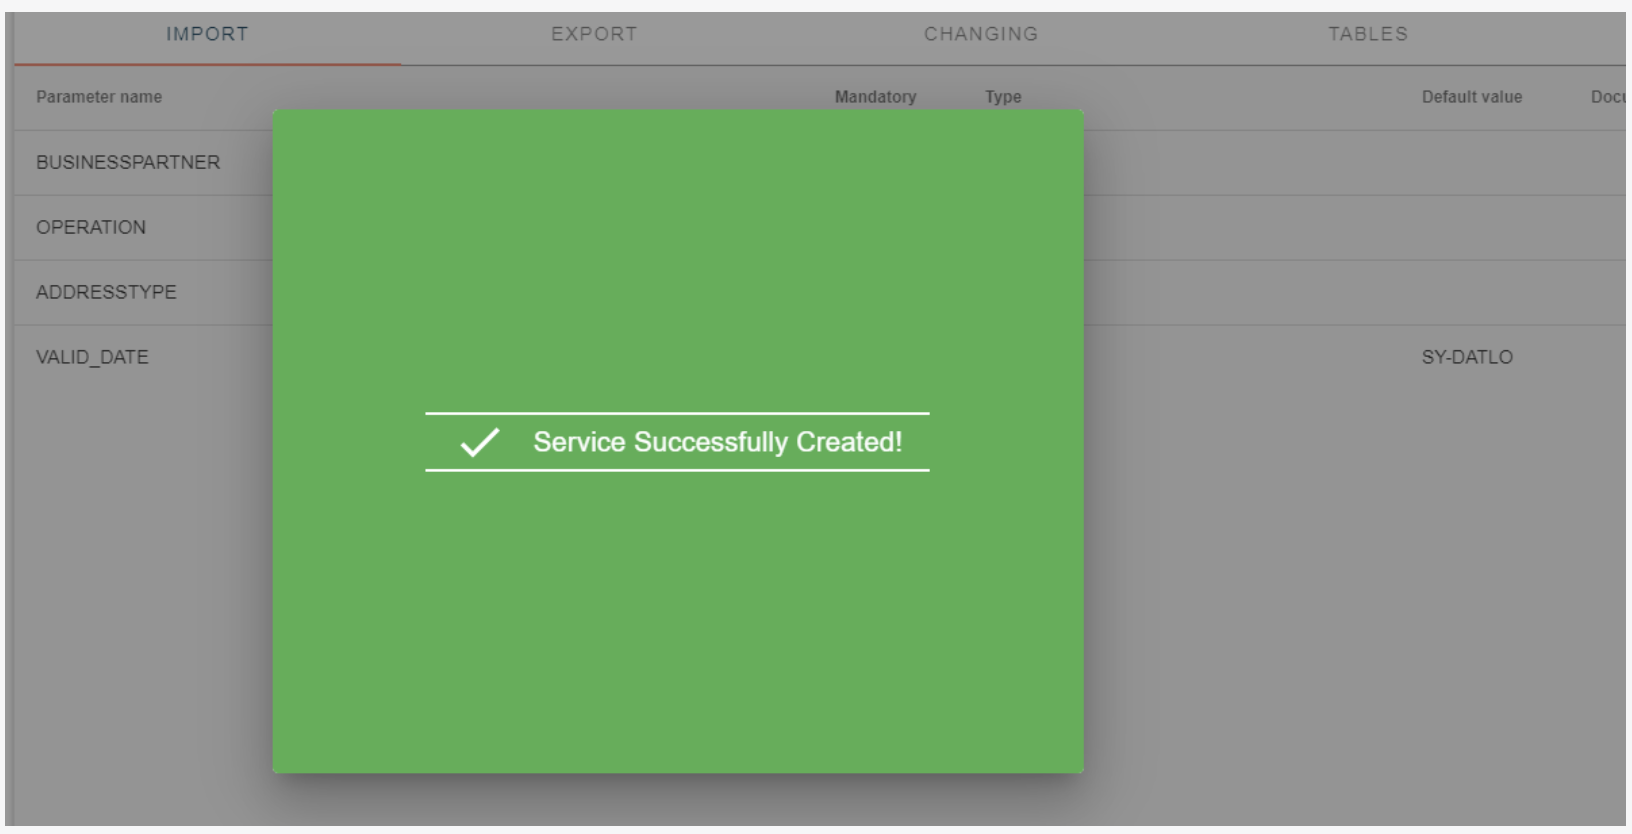 IMPORT EXPORT CHANGING TABLES
Parameter name Mandatory Type Default value Docu
BUSINESSPARTNER
OPERATION
ADDRESSTYPE
VALID_DATE SY-DATLO
Service Successfully Created!